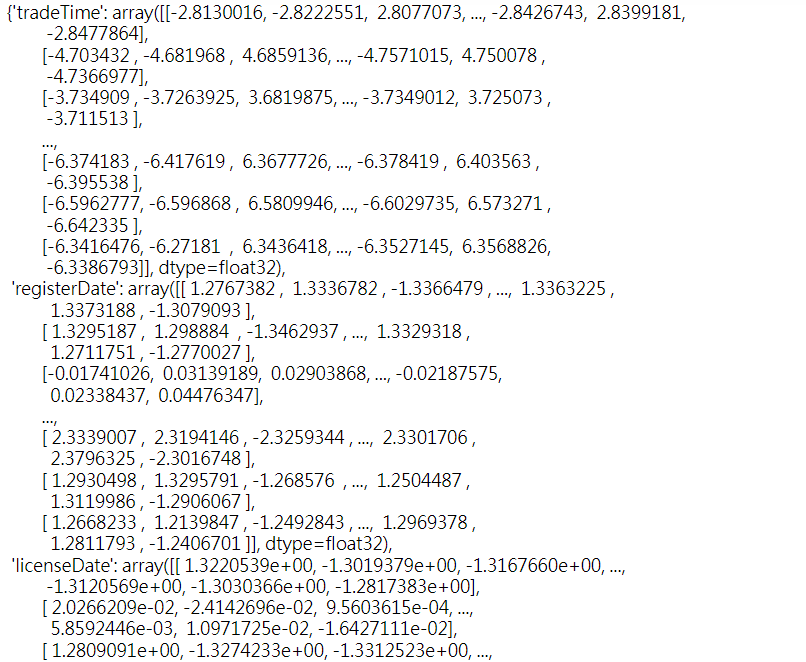 {'tradeTime': array([[-2.8130016, -2.8222551, 2.8077073, ..., -2.8426743, 2.8399181,
-2.8477864],
[-4.703432 , -4.681968 , 4.6859136, ..., -4.7571015, 4.750078 ,
-4.7366977],
[-3.734909 , -3.7263925, 3.6819875, ..., -3.7349012, 3.725073 ,
-3.711513 ],
...,
[-6.374183 , -6.417619 , 6.3677726, ..., -6.378419 , 6.403563 ,
-6.395538 ],
[-6.5962777, -6.596868 , 6.5809946, ..., -6.6029735, 6.573271 ,
-6.642335 ],
[-6.3416476, -6.27181 , 6.3436418, ..., -6.3527145, 6.3568826,
-6.3386793]], dtype=float32),
'registerDate': array([[ 1.2767382 , 1.3336782 , -1.3366479 , ..., 1.3363225 ,
1.3373188 , -1.3079093 ],
[ 1.3295187 , 1.298884 , -1.3462937 , ..., 1.3329318 ,
1.2711751 , -1.2770027 ],
[-0.01741026, 0.03139189, 0.02903868, ..., -0.02187575,
0.02338437, 0.04476347],
...,
[ 2.3339007 , 2.3194146 , -2.3259344 , ..., 2.3301706 ,
2.3796325 , -2.3016748 ],
[ 1.2930498 , 1.3295791 , -1.268576 , ..., 1.2504487 ,
1.3119986 , -1.2906067 ],
[ 1.2668233 , 1.2139847 , -1.2492843 , ..., 1.2969378 ,
1.2811793 , -1.2406701 ]], dtype=float32),
'licenseDate': array([[ 1.3220539e+00, -1.3019379e+00, -1.3167660e+00, ...,
-1.3120569e+00, -1.3030366e+00, -1.2817383e+00],
[ 2.0266209e-02, -2.4142696e-02, 9.5603615e-04, ...,
5.8592446e-03, 1.0971725e-02, -1.6427111e-02],
[ 1.2809091e+00, -1.3274233e+00, -1.3312523e+00, ...,